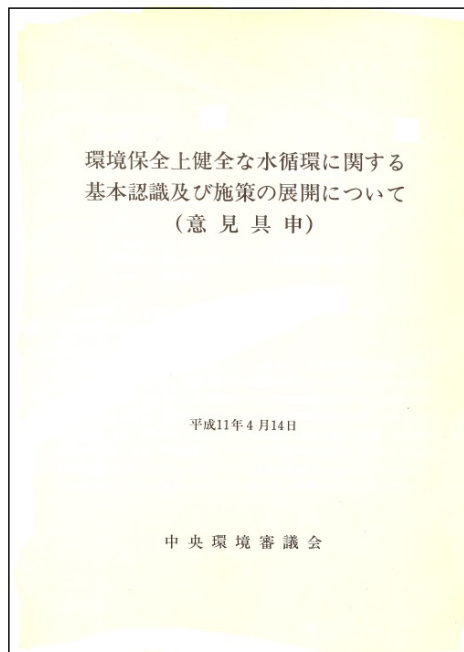 環境保全上健全な水循環に関する
基本認識及び施策の展開について
(意見具申)
平成11年4月14日
中央環境審議会